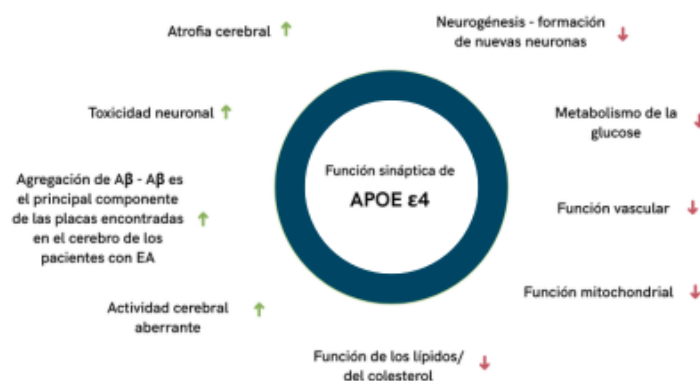 Atrofia cerebral ↑
Neurogénesis - formación
de nuevas neuronas ↓
Toxicidad neuronal ↑
Metabolismo de la
glucose ↓
Agregación de Aβ - Aβ es
el principal componente
de las placas encontradas ↑
en el cerebro de los
pacientes con EA
Función sináptica de
APOE ε4
Función vascular ↓
Función mitochondrial ↓
Actividad cerebral ↑
aberrante
Función de los lípidos/ ↓
del colesterol